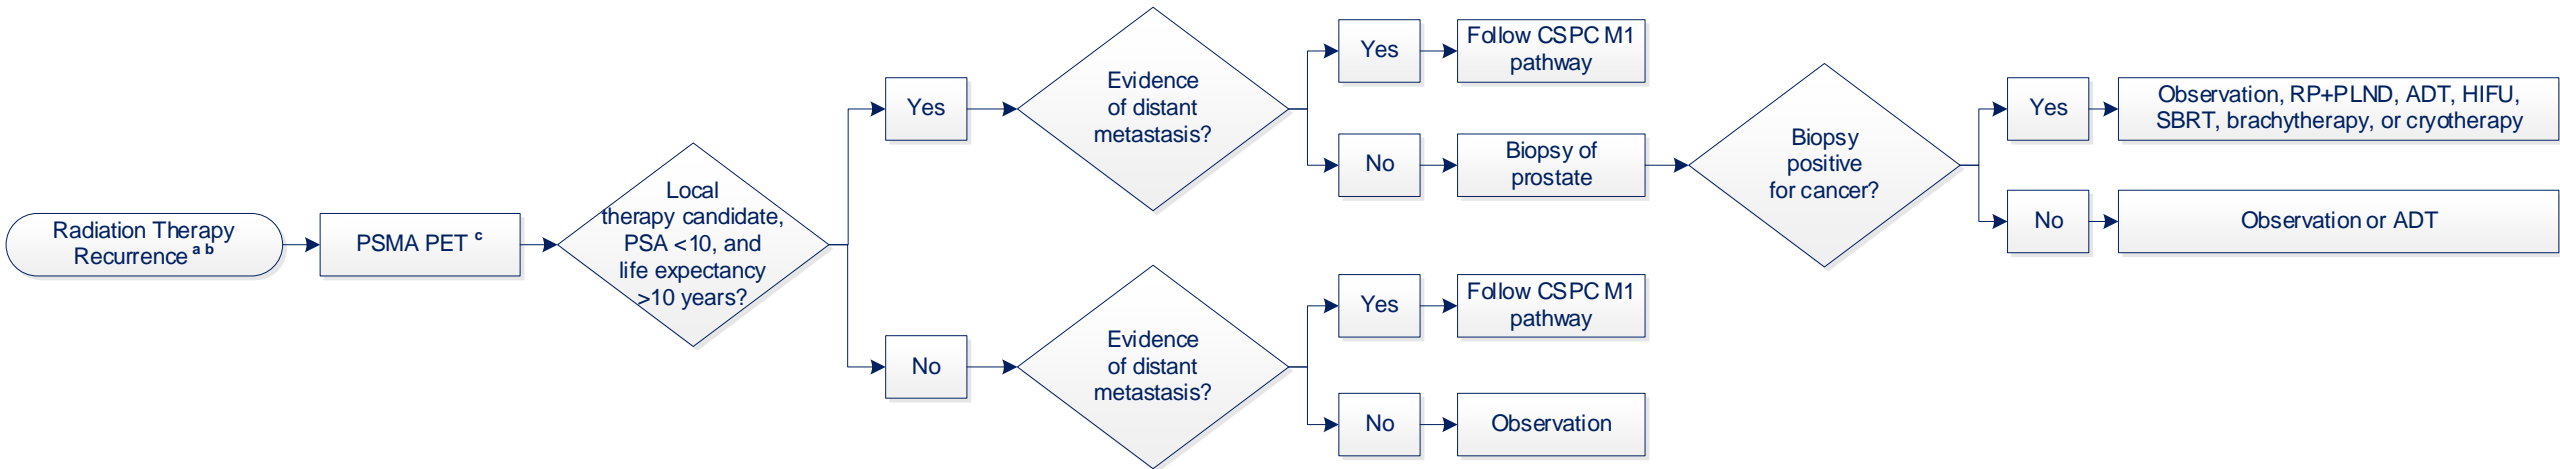 Radiation Therapy
Recurrence a b
PSMA PET c
Local
therapy candidate,
PSA <10, and
life expectancy
>10 years?
Yes
Evidence
of distant
metastasis?
Yes
Follow CSPC M1
pathway
No
Biopsy of
prostate
Biopsy
positive
for cancer?
Yes
Observation, RP+PLND, ADT, HIFU,
SBRT, brachytherapy, or cryotherapy
No
Observation or ADT
No
Evidence
of distant
metastasis?
Yes
Follow CSPC M1
pathway
No
Observation